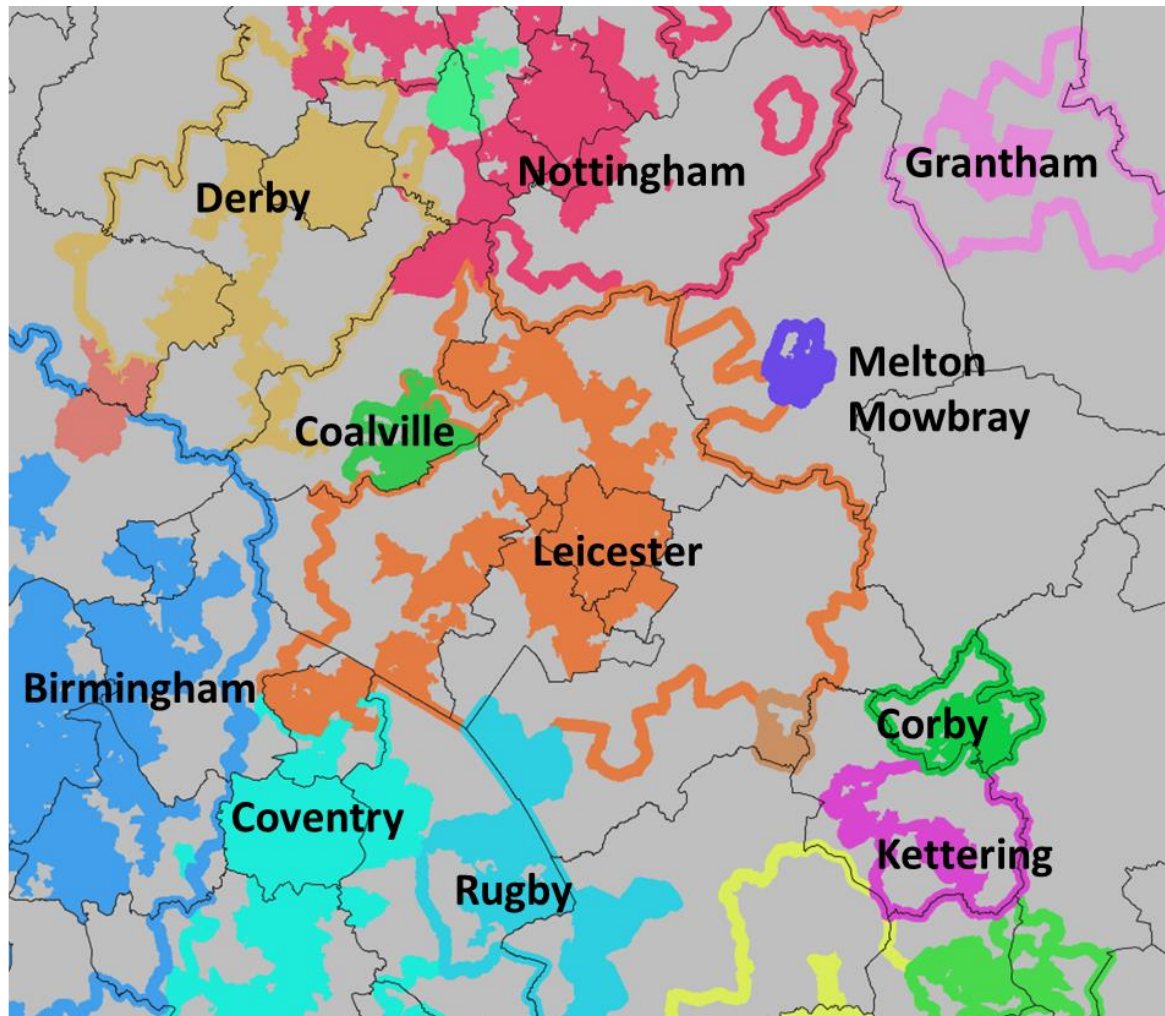 Nottingham
Grantham
Derby
Melton
Mowbray
Coalville
Leicester
Birmingham
Corby
Coventry
Kettering
Rugby